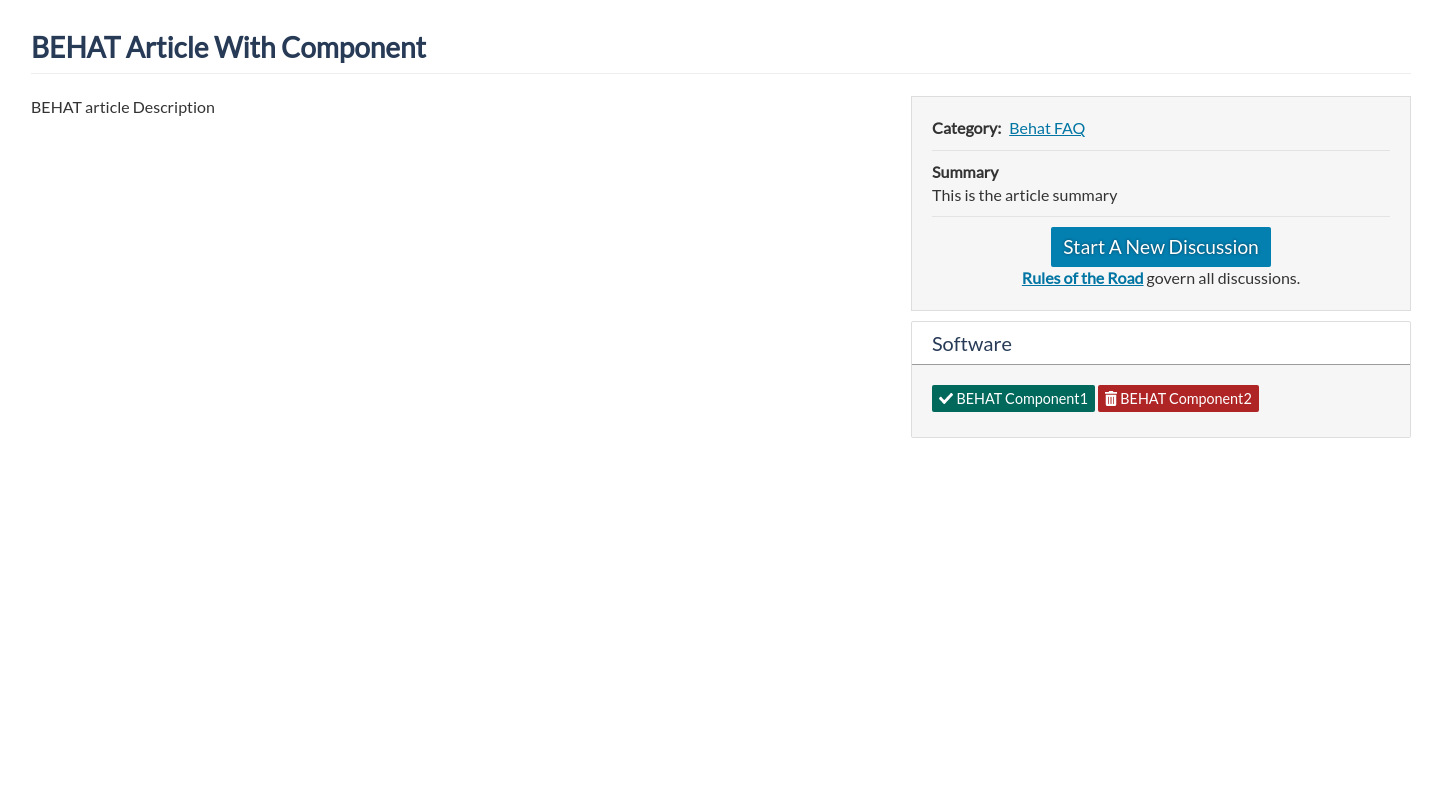 BEHAT Article With Component
BEHAT article Description
Category: Behat FAQ
Summary
This is the article summary
Start A New Discussion
Rules of the Road govern all discussions.
Software
BEHAT Component1 BEHAT Component2